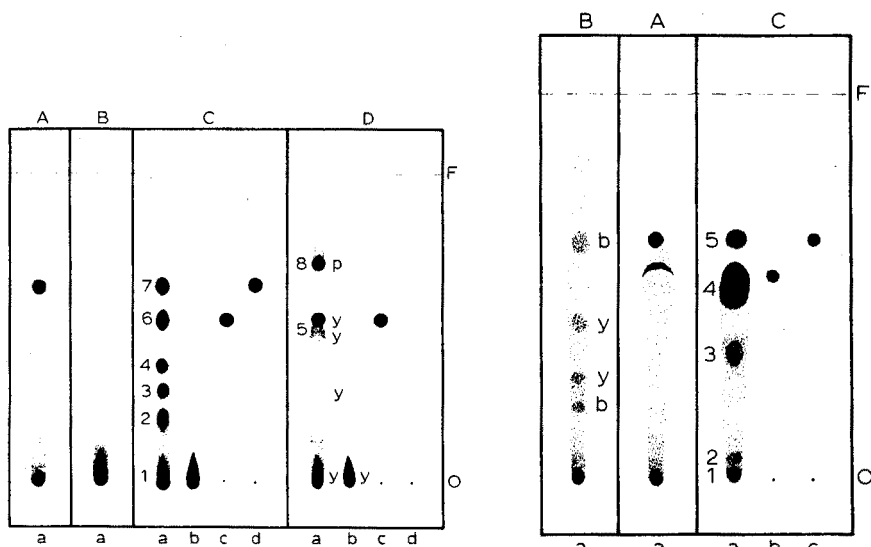 A B C D
F
8 p
7
6 y
5 y
4
3 y
2
1 y y O
a a a b c d a b c d
B A C
F
b 5
4
y
3
y
b
2
1 O
a a a b c